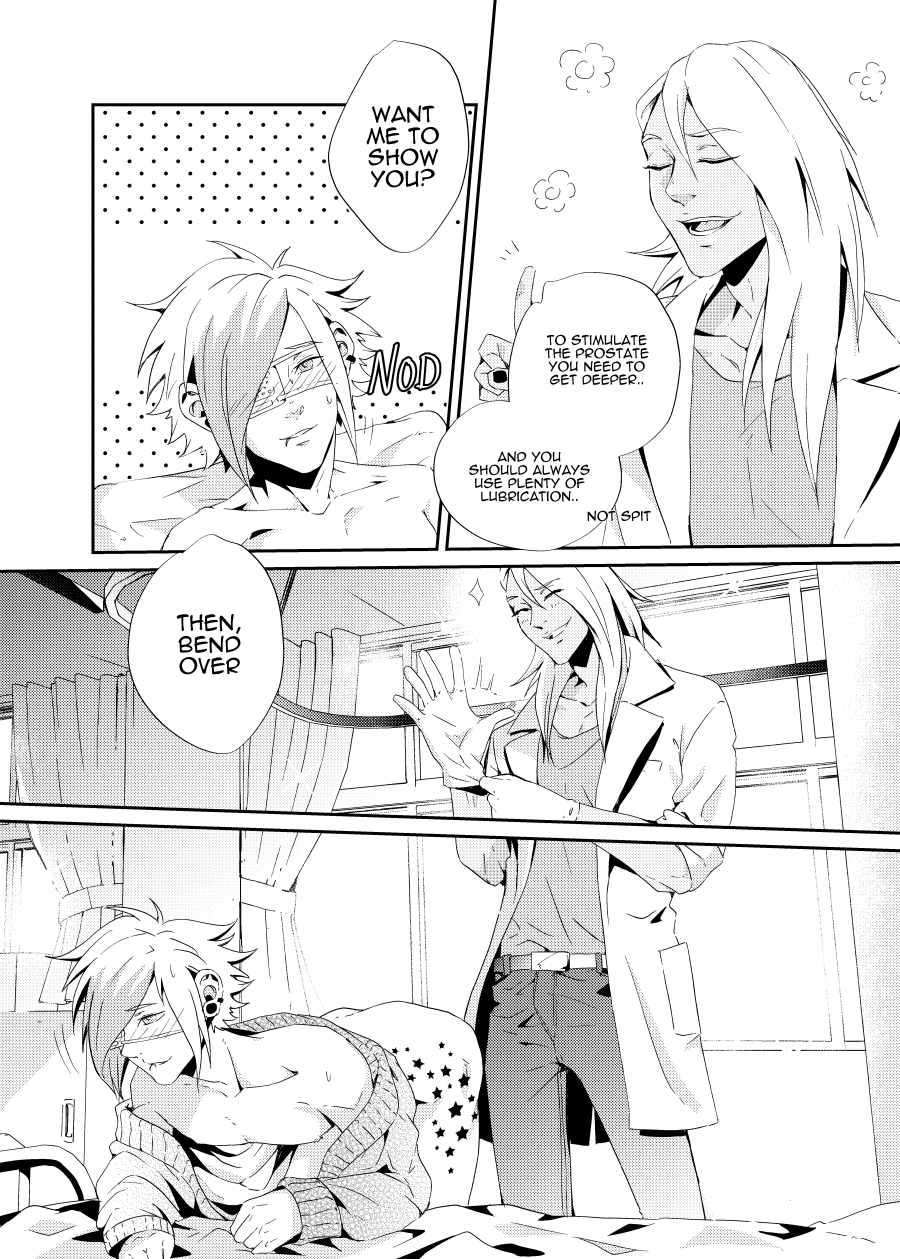 TO STIMULATE
THE PROSTATE
YOU NEED TO
GET DEEPER..
AND YOU
SHOULD ALWAYS
USE PLENTY OF
LUBRICATION..
NOT SPIT
WANT
ME TO
SHOW
YOU?
NOD
THEN,
BEND
OVER